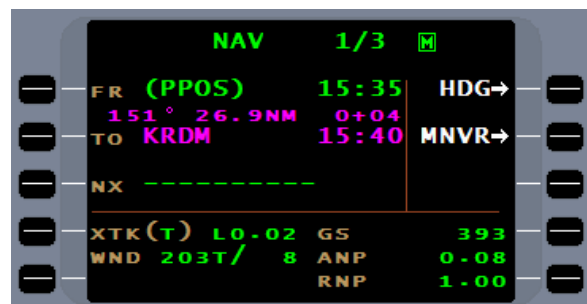 NAV 1/3 M
FR (PPOS) 15:35 HDG→
151° 26.9NM 0+04
TO KRDM 15:40 MNVR→
NX ----------
XTK(T) L0.02 GS 393
WND 203T/ 8 ANP 0.08
RNP 1.00